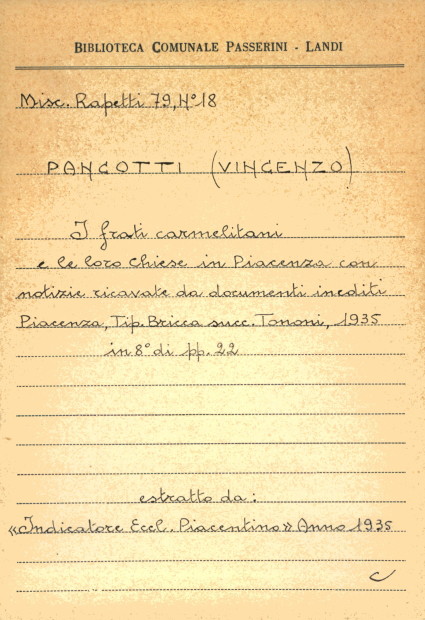 BIBLIOTECA COMUNALE PASSERINI - LANDI
Misc. Rapetti 79, N° 18
PANCOTTI (VINCENZO)
I frati carmelitani
e le loro Chiese in Piacenza con
notizie ricavate da documenti inediti
Piacenza, Tip. Bricca succ. Tononi, 1935
in 8° di pp. 22
estratto da:
«Indicatore Eccl. Piacentino» Anno 1935
C